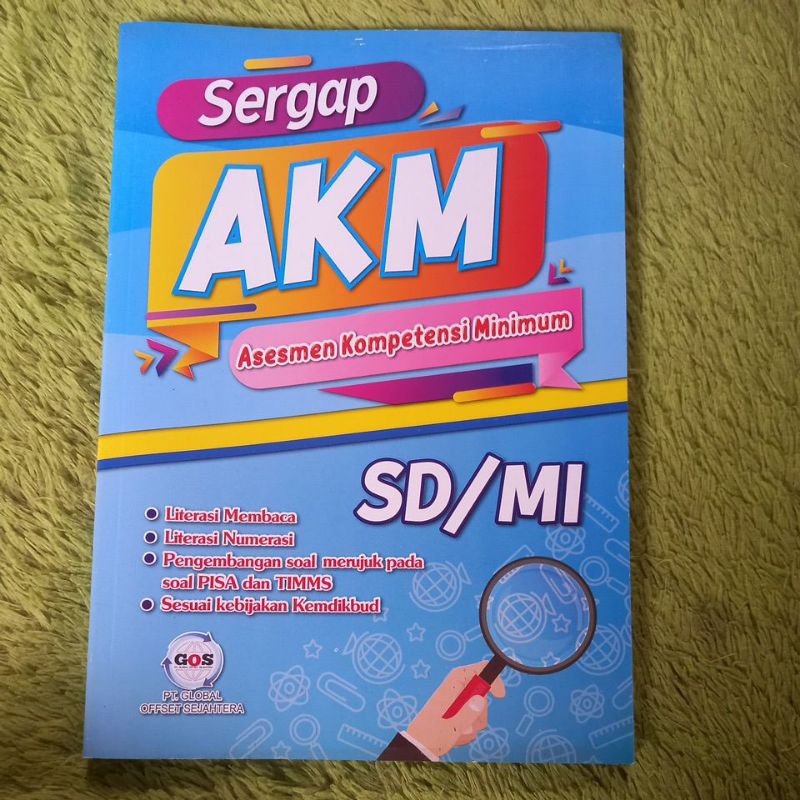 Sergap
AKM
Asesmen Kompetensi Minimum
SD/MI
Literasi Membaca
Literasi Numerasi
Pengembangan soal merujuk pada
soal PISA dan TIMMS
Sesuai kebijakan Kemdikbud
GOS
PT. GLOBAL
OFFSET SEJAHTERA